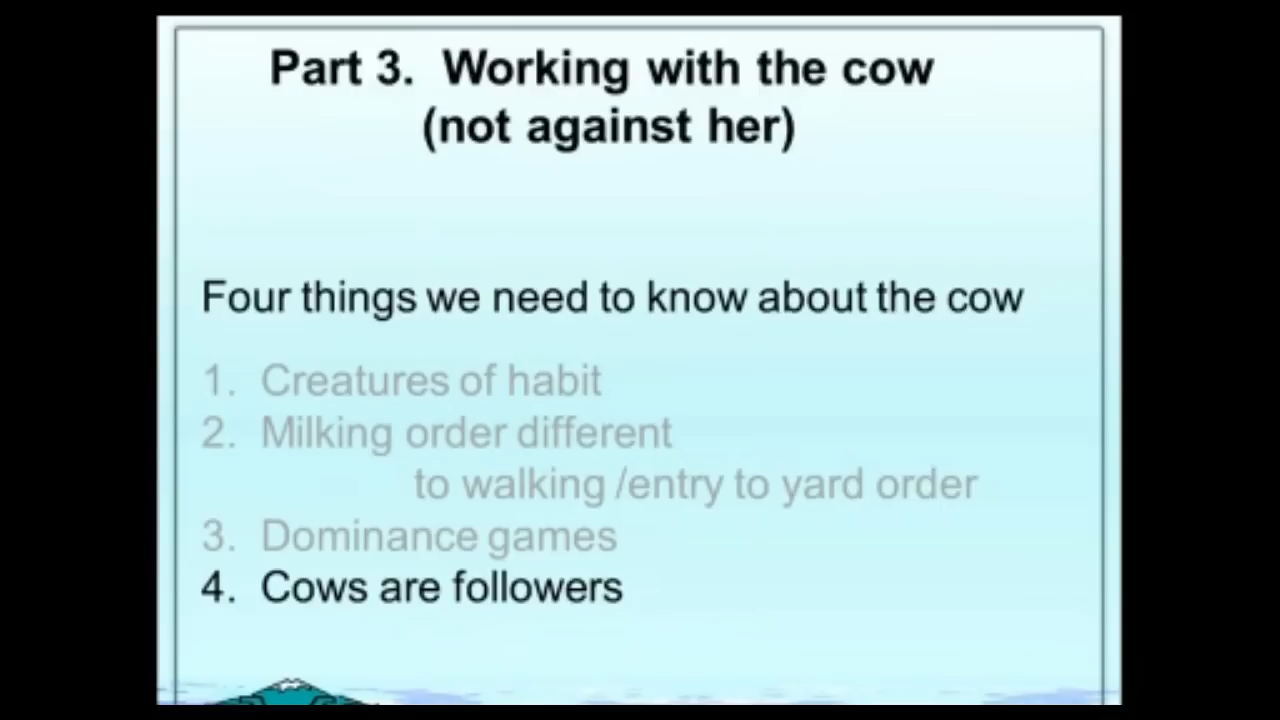 Part 3. Working with the cow
(not against her)
Four things we need to know about the cow
1. Creatures of habit
2. Milking order different
to walking /entry to yard order
3. Dominance games
4. Cows are followers